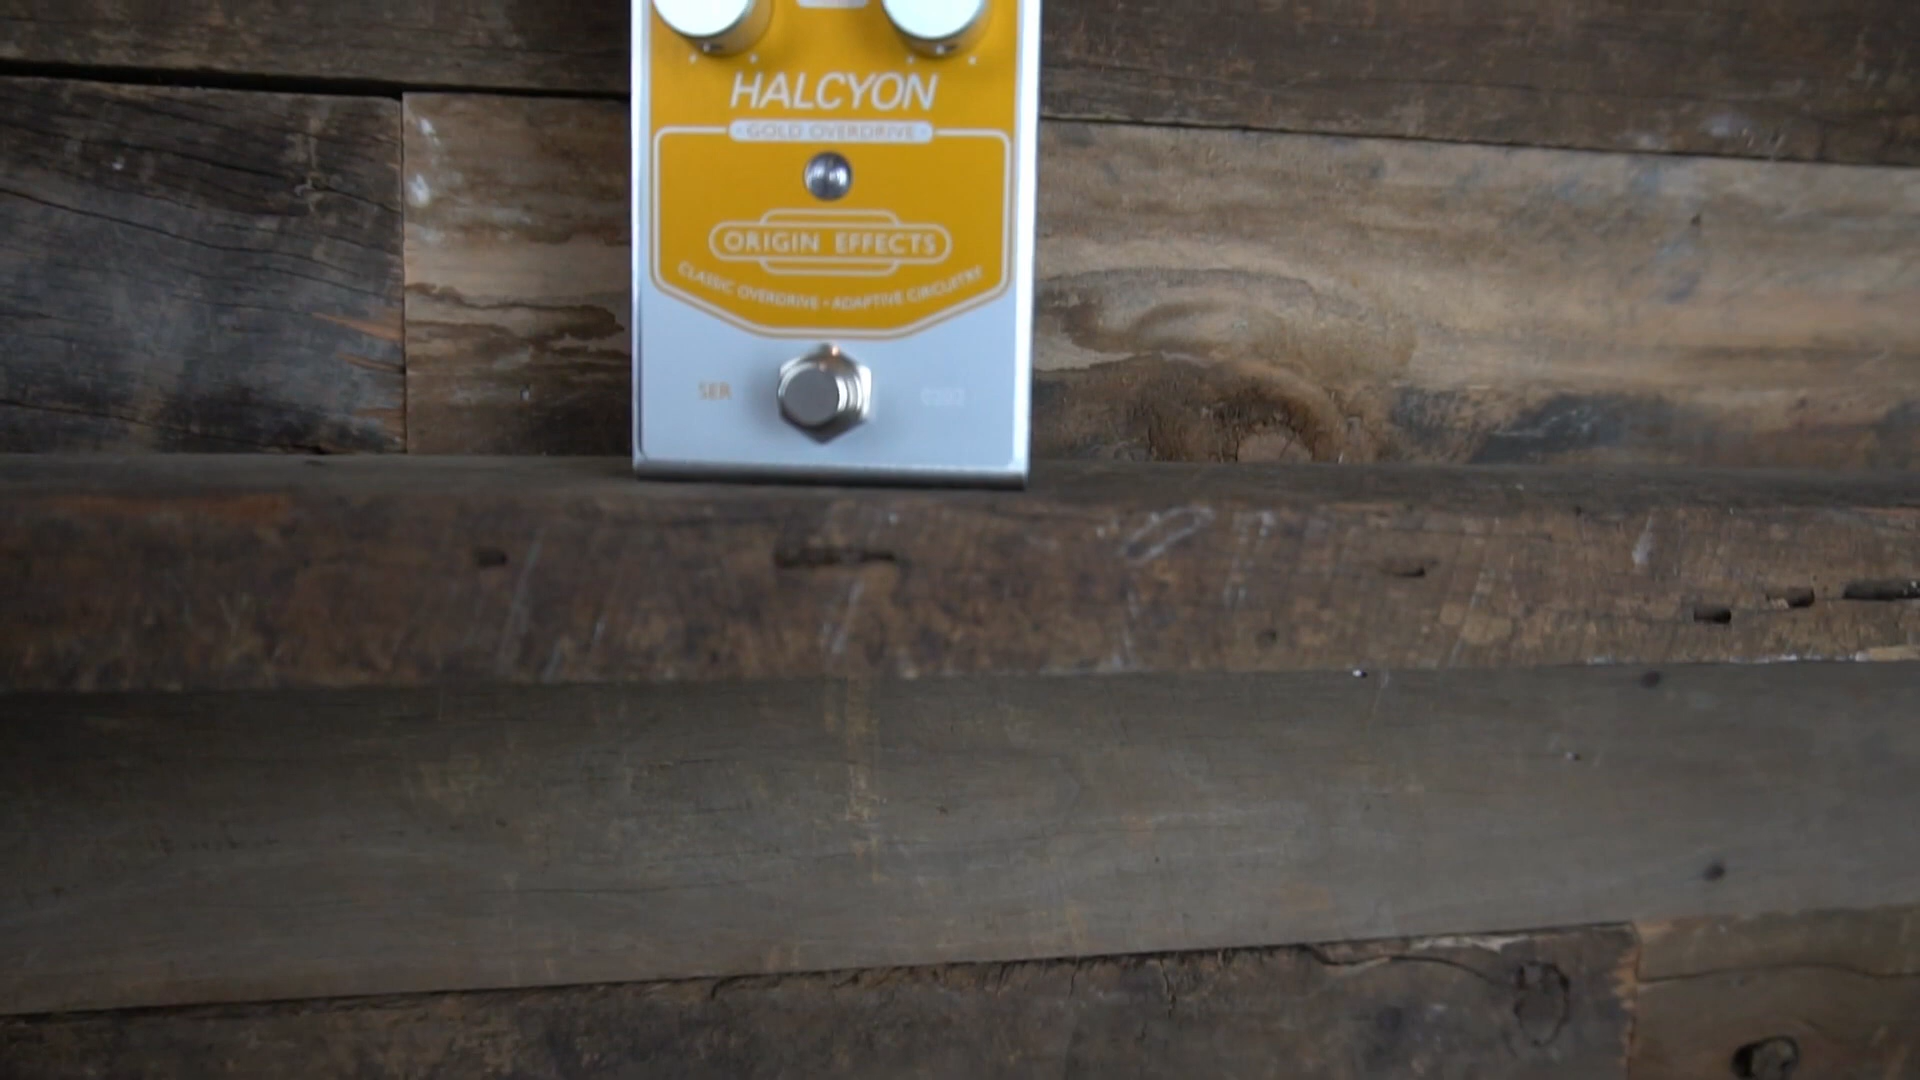 HALCYON
· GOLD OVERDRIVE ·
ORIGIN EFFECTS
CLASSIC OVERDRIVE · ADAPTIVE CIRCUITRY
SER